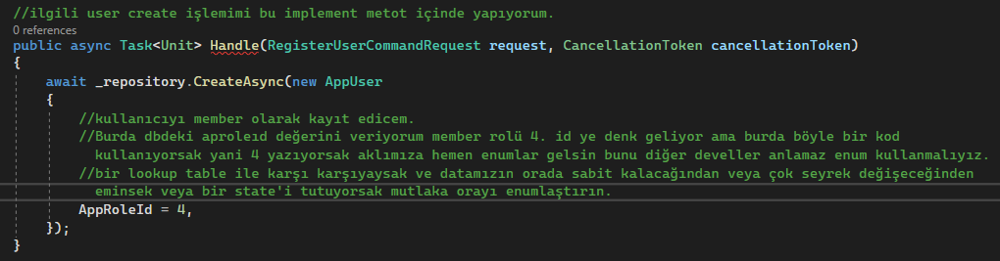 //ilgili user create işlemimi bu implement metot içinde yapıyorum.
0 references
public async Task<Unit> Handle(RegisterUserCommandRequest request, CancellationToken cancellationToken)
{
await _repository.CreateAsync(new AppUser
{
//kullanıcıyı member olarak kayıt edicem.
//Burda dbdeki aproleıd değerini veriyorum member rolü 4. id ye denk geliyor ama burda böyle bir kod
kullanıyorsak yani 4 yazıyorsak aklımıza hemen enumlar gelsin bunu diğer develler anlamaz enum kullanmalıyız.
//bir lookup table ile karşı karşıyaysak ve datamızın orada sabit kalacağından veya çok seyrek değişeceğinden
eminsek veya bir state'i tutuyorsak mutlaka orayı enumlaştırın.
AppRoleId = 4,
});
}